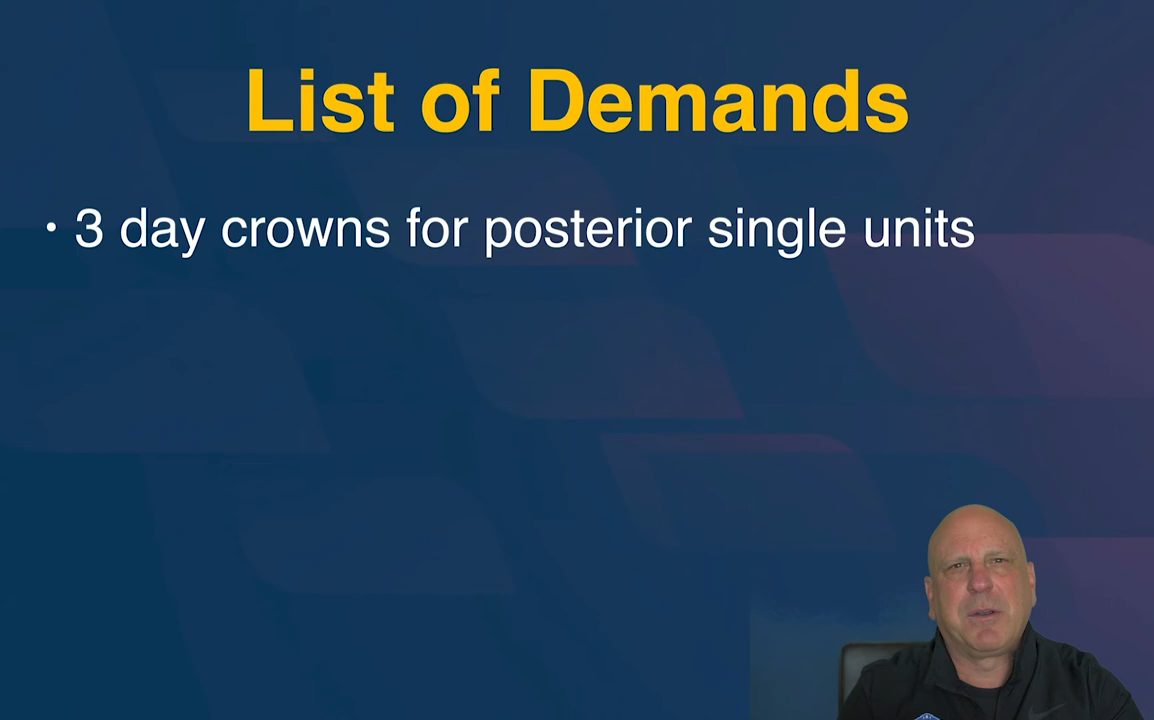 List of Demands
• 3 day crowns for posterior single units